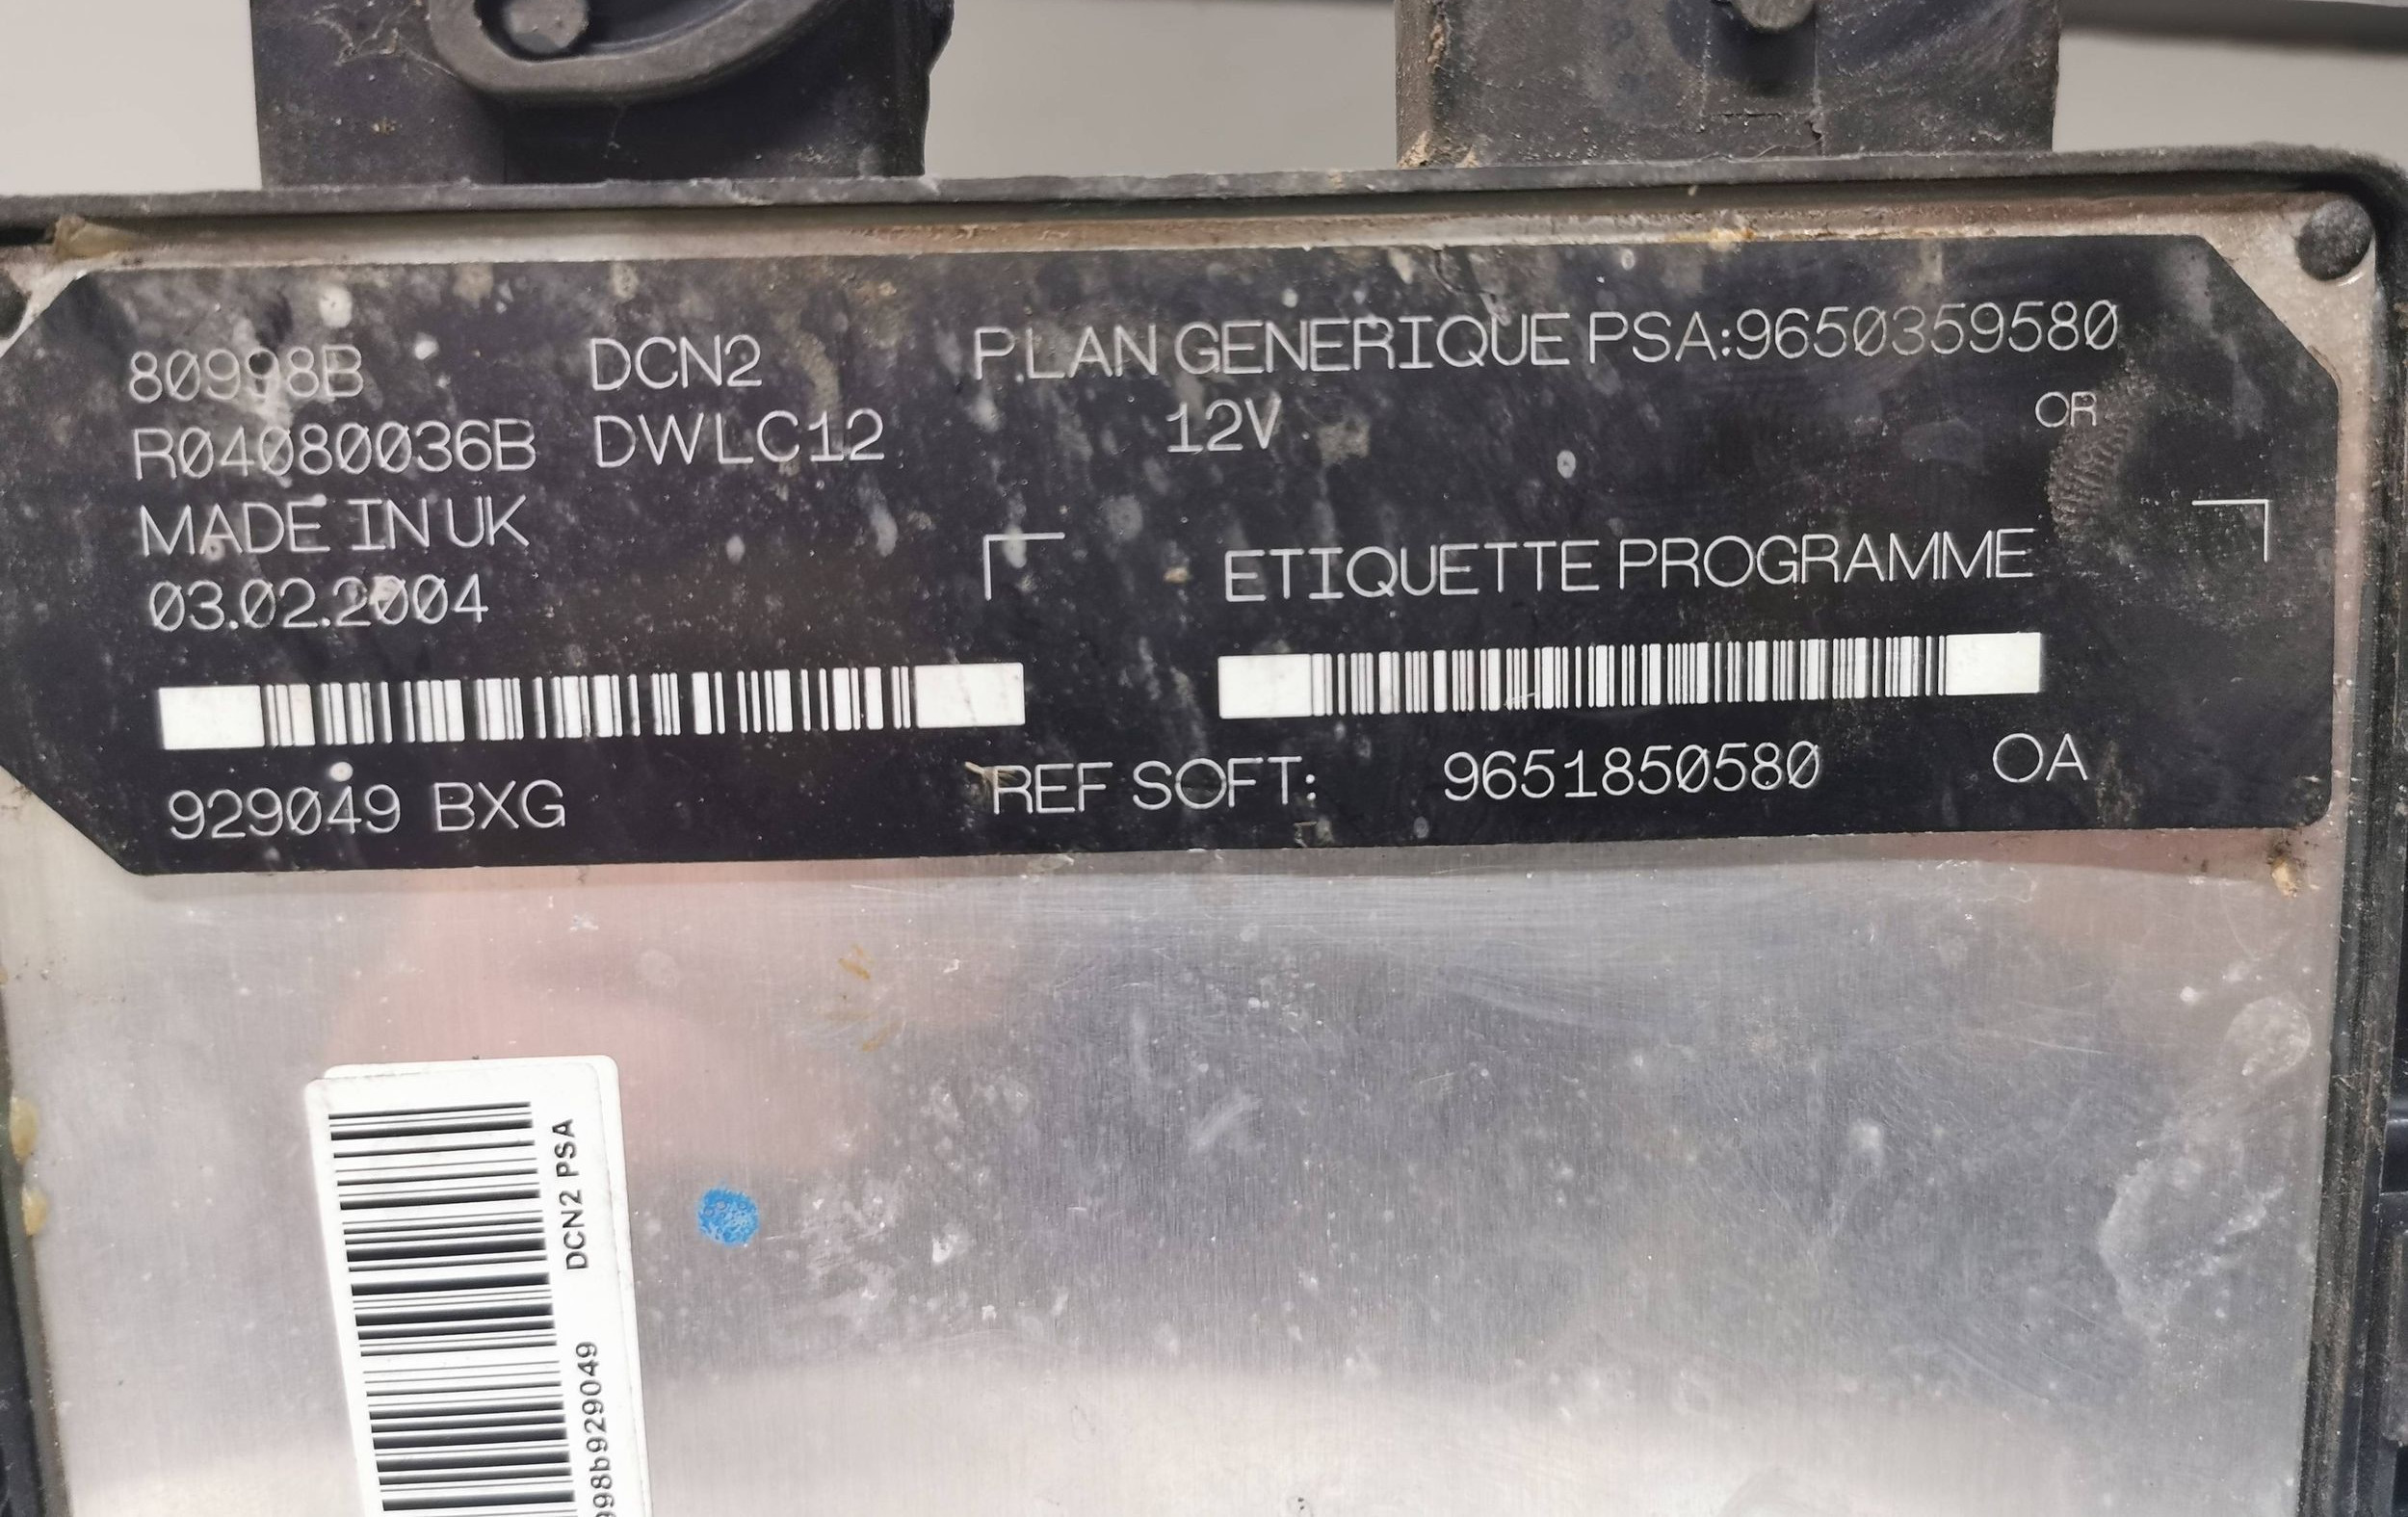 80998B DCN2 PLAN GENERIQUE PSA:9650359580
R04080036B DWLC12 12V OR
MADE IN UK
03.02.2004
ETIQUETTE PROGRAMME
929049 BXG
REF SOFT: 9651850580 OA
DCN2 PSA
998b929049